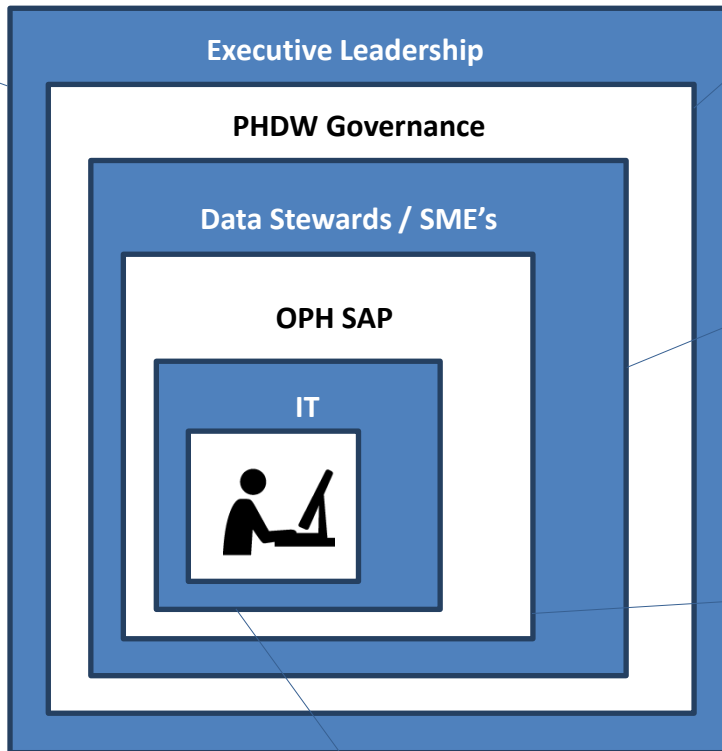 Executive Leadership
PHDW Governance
Data Stewards / SME’s
OPH SAP
IT